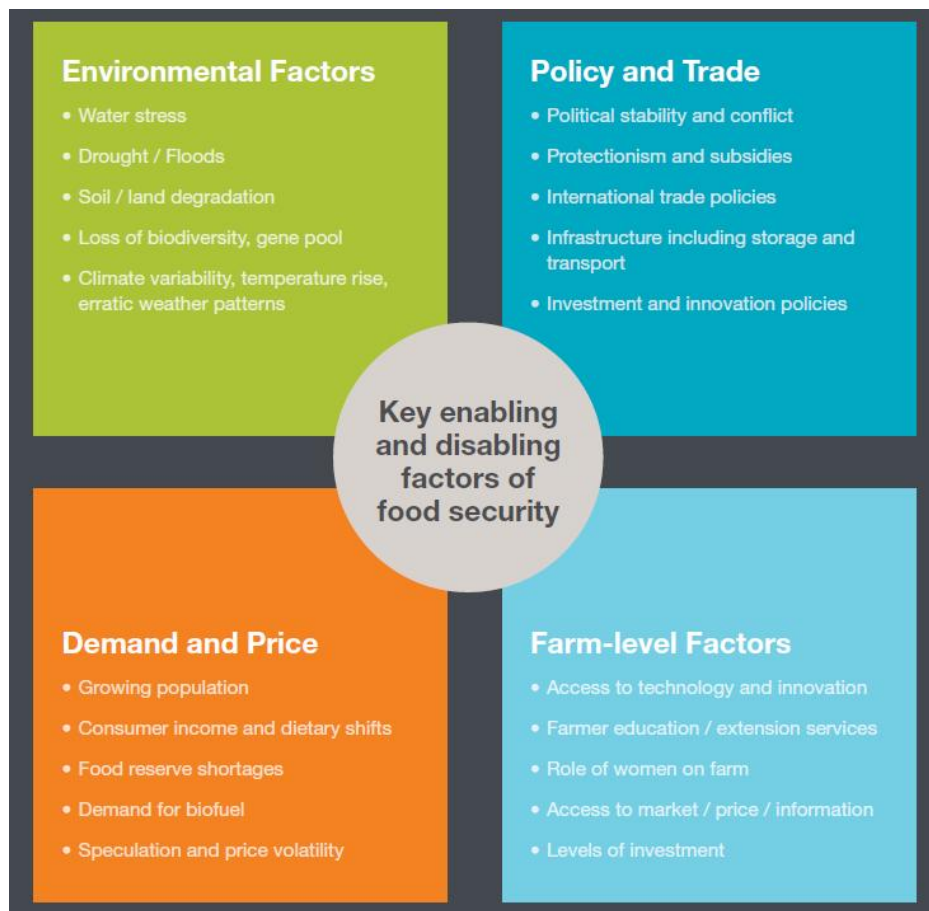 Environmental Factors
• Water stress
• Drought / Floods
• Soil / land degradation
• Loss of biodiversity, gene pool
• Climate variability, temperature rise,
erratic weather patterns
Policy and Trade
• Political stability and conflict
• Protectionism and subsidies
• International trade policies
• Infrastructure including storage and
transport
• Investment and innovation policies
Key enabling
and disabling
factors of
food security
Demand and Price
• Growing population
• Consumer income and dietary shifts
• Food reserve shortages
• Demand for biofuel
• Speculation and price volatility
Farm-level Factors
• Access to technology and innovation
• Farmer education / extension services
• Role of women on farm
• Access to market / price / information
• Levels of investment